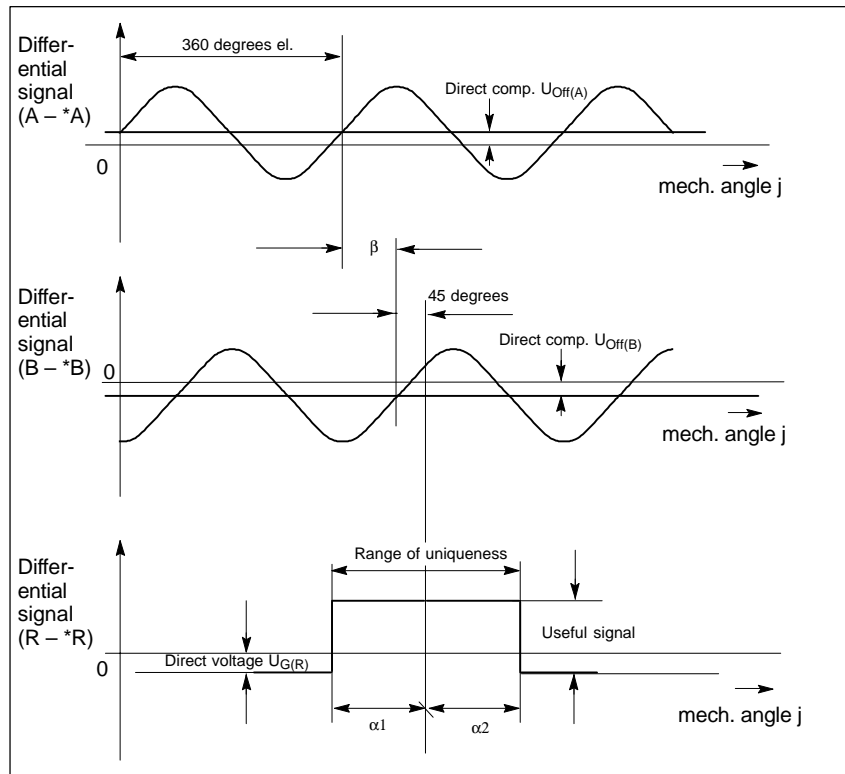 360 degrees el.
Differ-
ential
signal
(A – *A)
Direct comp. UOff(A)
0
mech. angle j
β
45 degrees
Differ-
ential
signal
(B – *B)
Direct comp. UOff(B)
0
mech. angle j
Range of uniqueness
Differ-
ential
signal
(R – *R)
Useful signal
0
Direct voltage UG(R)
mech. angle j
α1
α2